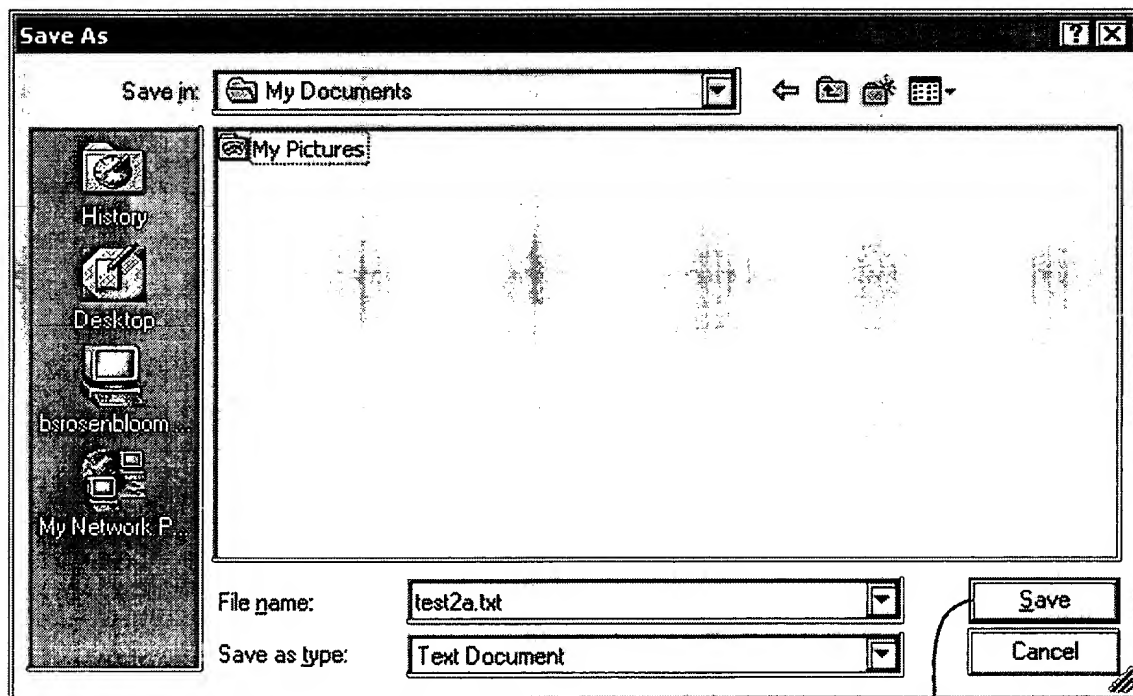 Save As
Save in:
My Documents
My Pictures
History
Desktop
bsrosenbloom ...
My Network P...
File name:
test2a.txt
Save
Save as type:
Text Document
Cancel